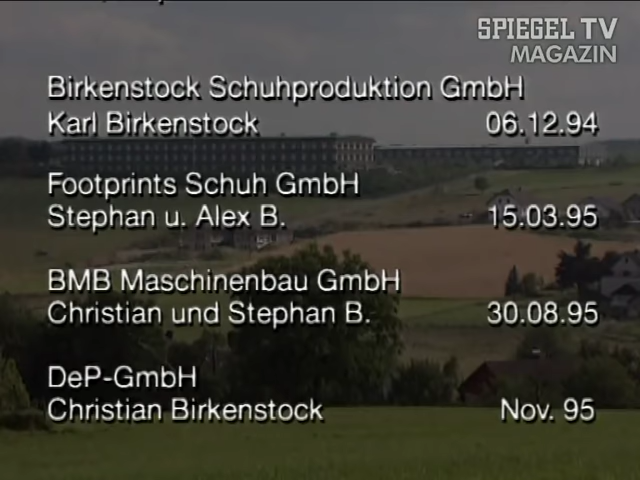 SPIEGEL TV
MAGAZIN
Birkenstock Schuhproduktion GmbH
Karl Birkenstock 06.12.94
Footprints Schuh GmbH
Stephan u. Alex B. 15.03.95
BMB Maschinenbau GmbH
Christian und Stephan B. 30.08.95
DeP-GmbH
Christian Birkenstock Nov. 95